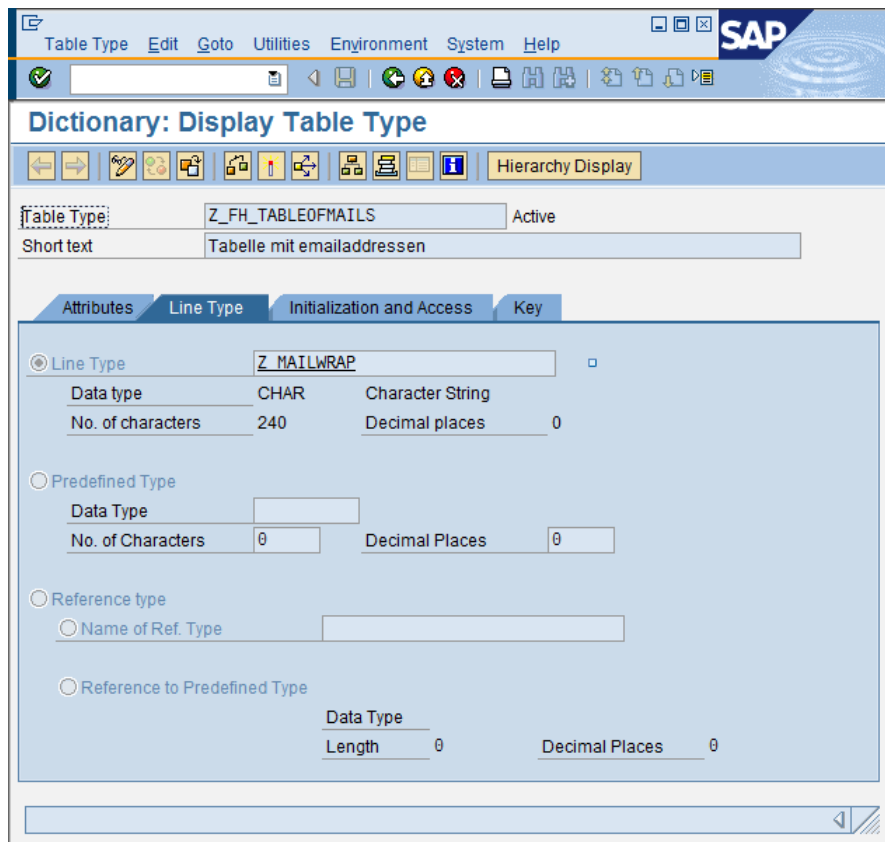 Table Type Edit Goto Utilities Environment System Help
SAP
Dictionary: Display Table Type
Hierarchy Display
Table Type Z_FH_TABLEOFMAILS Active
Short text Tabelle mit emailaddressen
Attributes Line Type Initialization and Access Key
Line Type Z_MAILWRAP
Data type CHAR Character String
No. of characters 240 Decimal places 0
Predefined Type
Data Type
No. of Characters 0 Decimal Places 0
Reference type
Name of Ref. Type
Reference to Predefined Type
Data Type
Length 0 Decimal Places 0